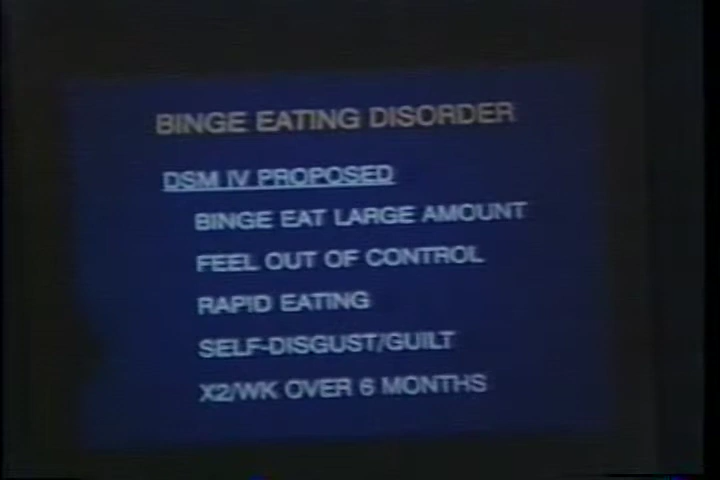 BINGE EATING DISORDER
DSM IV PROPOSED
BINGE EAT LARGE AMOUNT
FEEL OUT OF CONTROL
RAPID EATING
SELF-DISGUST/GUILT
X2/WK OVER 6 MONTHS